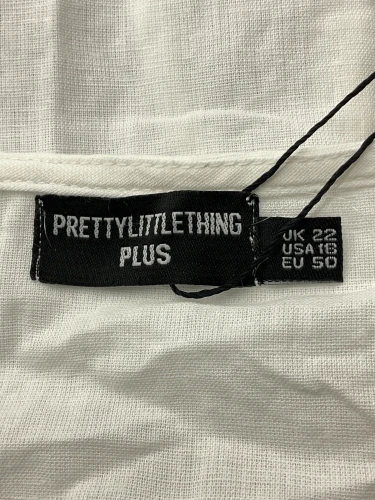 PRETTYLITTLETHING
PLUS
UK 22
USA 18
EU 50